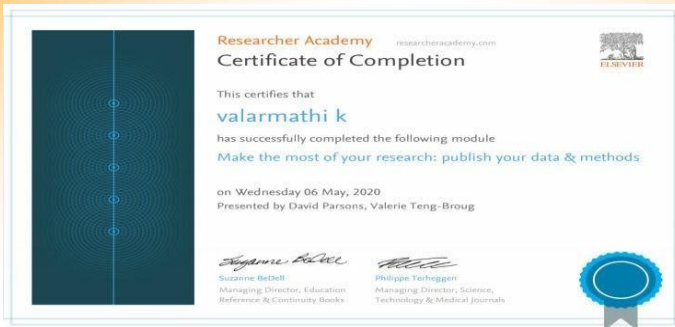 Researcher Academy researcheracademy.com
Certificate of Completion
ELSEVIER
This certifies that
valarmathi k
has successfully completed the following module
Make the most of your research: publish your data & methods
on Wednesday 06 May, 2020
Presented by David Parsons, Valerie Teng-Broug
Suzanne BeDell
Suzanne BeDell Philippe Terheggen
Managing Director, Education Managing Director, Science,
Reference & Continuity Books Technology & Medical Journals